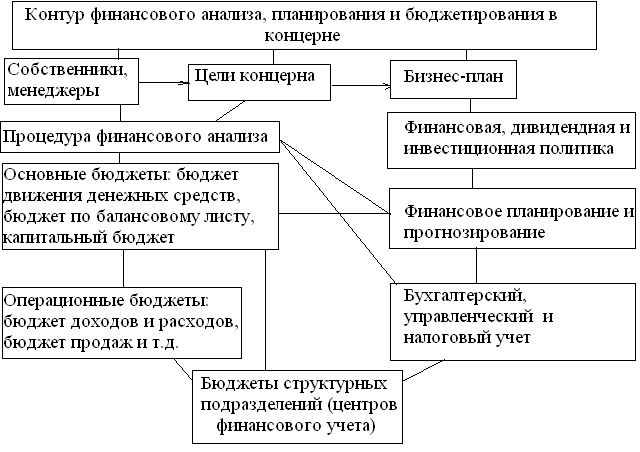 Контур финансового анализа, планирования и бюджетирования в
концерне
Собственники,
менеджеры
Цели концерна
Бизнес-план
Процедура финансового анализа
Финансовая, дивидендная и
инвестиционная политика
Основные бюджеты: бюджет
движения денежных средств,
бюджет по балансовому листу,
капитальный бюджет
Финансовое планирование и
прогнозирование
Операционные бюджеты:
бюджет доходов и расходов,
бюджет продаж и т.д.
Бухгалтерский,
управленческий и
налоговый учет
Бюджеты структурных
подразделений (центров
финансового учета)